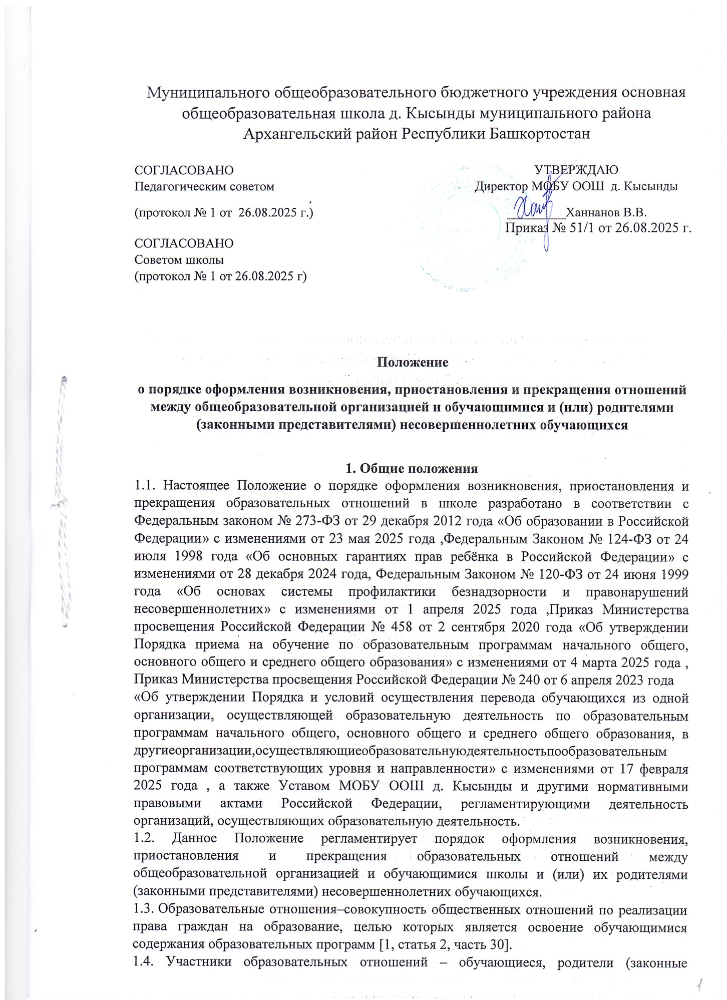 Муниципального общеобразовательного бюджетного учреждения основная
общеобразовательная школа д. Кысынды муниципального района
Архангельский район Республики Башкортостан
СОГЛАСОВАНО
Педагогическим советом
(протокол № 1 от 26.08.2025 г.)
СОГЛАСОВАНО
Советом школы
(протокол № 1 от 26.08.2025 г)
УТВЕРЖДАЮ
Директор МОБУ ООШ д. Кысынды
_________Ханнанов В.В.
Приказ № 51/1 от 26.08.2025 г.
Положение
о порядке оформления возникновения, приостановления и прекращения отношений
между общеобразовательной организацией и обучающимися и (или) родителями
(законными представителями) несовершеннолетних обучающихся
1. Общие положения
1.1. Настоящее Положение о порядке оформления возникновения, приостановления и
прекращения образовательных отношений в школе разработано в соответствии с
Федеральным законом № 273-ФЗ от 29 декабря 2012 года «Об образовании в Российской
Федерации» с изменениями от 23 мая 2025 года ,Федеральным Законом № 124-ФЗ от 24
июля 1998 года «Об основных гарантиях прав ребёнка в Российской Федерации» с
изменениями от 28 декабря 2024 года, Федеральным Законом № 120-ФЗ от 24 июня 1999
года «Об основах системы профилактики безнадзорности и правонарушений
несовершеннолетних» с изменениями от 1 апреля 2025 года ,Приказ Министерства
просвещения Российской Федерации № 458 от 2 сентября 2020 года «Об утверждении
Порядка приема на обучение по образовательным программам начального общего,
основного общего и среднего общего образования» с изменениями от 4 марта 2025 года ,
Приказ Министерства просвещения Российской Федерации № 240 от 6 апреля 2023 года
«Об утверждении Порядка и условий осуществления перевода обучающихся из одной
организации, осуществляющей образовательную деятельность по образовательным
программам начального общего, основного общего и среднего общего образования, в
другиеорганизации,осуществляющиеобразовательнуюдеятельностьпообразовательным
программам соответствующих уровня и направленности» с изменениями от 17 февраля
2025 года , а также Уставом МОБУ ООШ д. Кысынды и другими нормативными
правовыми актами Российской Федерации, регламентирующими деятельность
организаций, осуществляющих образовательную деятельность.
1.2. Данное Положение регламентирует порядок оформления возникновения,
приостановления и прекращения образовательных отношений между
общеобразовательной организацией и обучающимися школы и (или) их родителями
(законными представителями) несовершеннолетних обучающихся.
1.3. Образовательные отношения–совокупность общественных отношений по реализации
права граждан на образование, целью которых является освоение обучающимися
содержания образовательных программ [1, статья 2, часть 30].
1.4. Участники образовательных отношений – обучающиеся, родители (законные
1